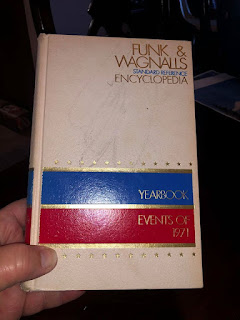 FUNK &
WAGNALLS
STANDARD REFERENCE
ENCYCLOPEDIA
YEARBOOK
EVENTS OF
1971